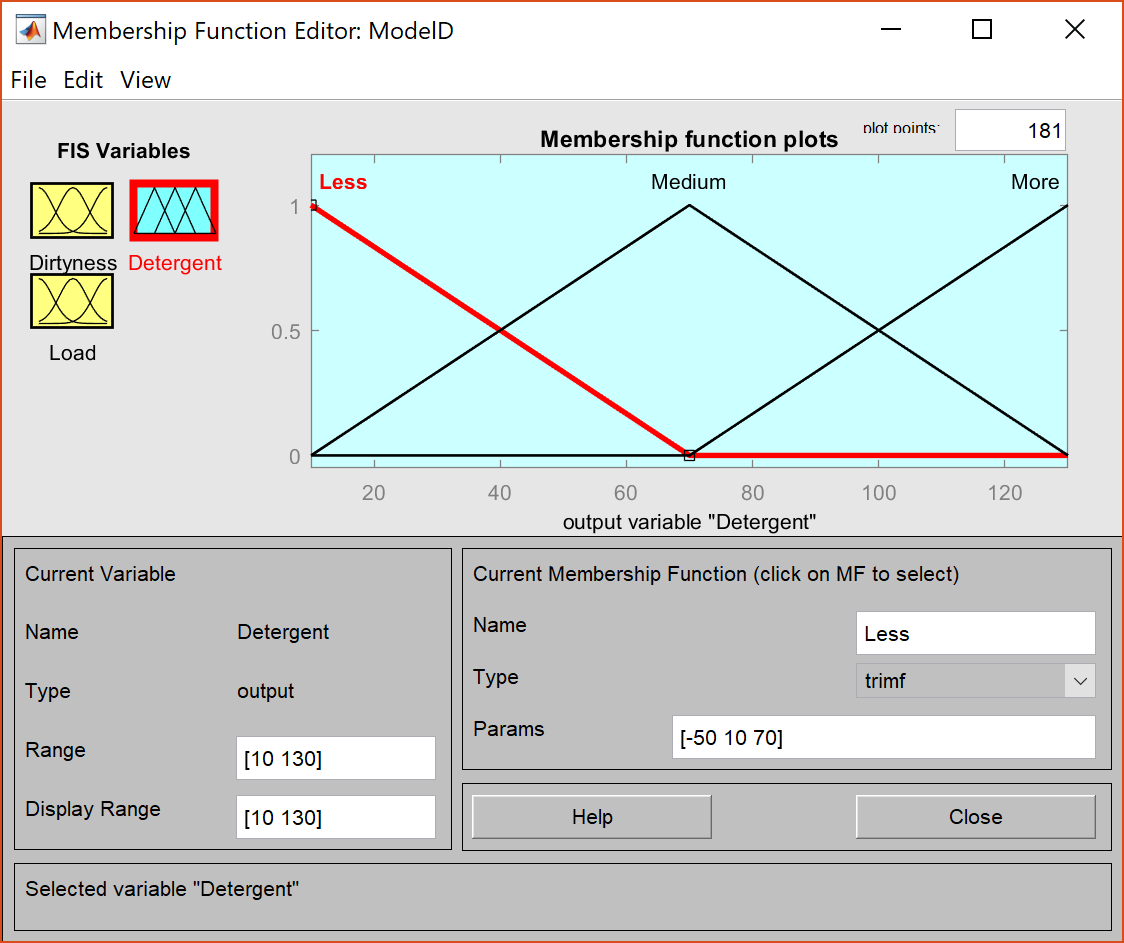 Membership Function Editor: ModelD
File Edit View
FIS Variables
Dirtyness Detergent
Load
Membership function plots
plot points:
181
Less Medium More
1
0.5
0
20 40 60 80 100 120
output variable "Detergent"
Current Variable
Name Detergent
Type output
Range [10 130]
Display Range [10 130]
Current Membership Function (click on MF to select)
Name Less
Type trimf
Params [-50 10 70]
Help Close
Selected variable "Detergent"